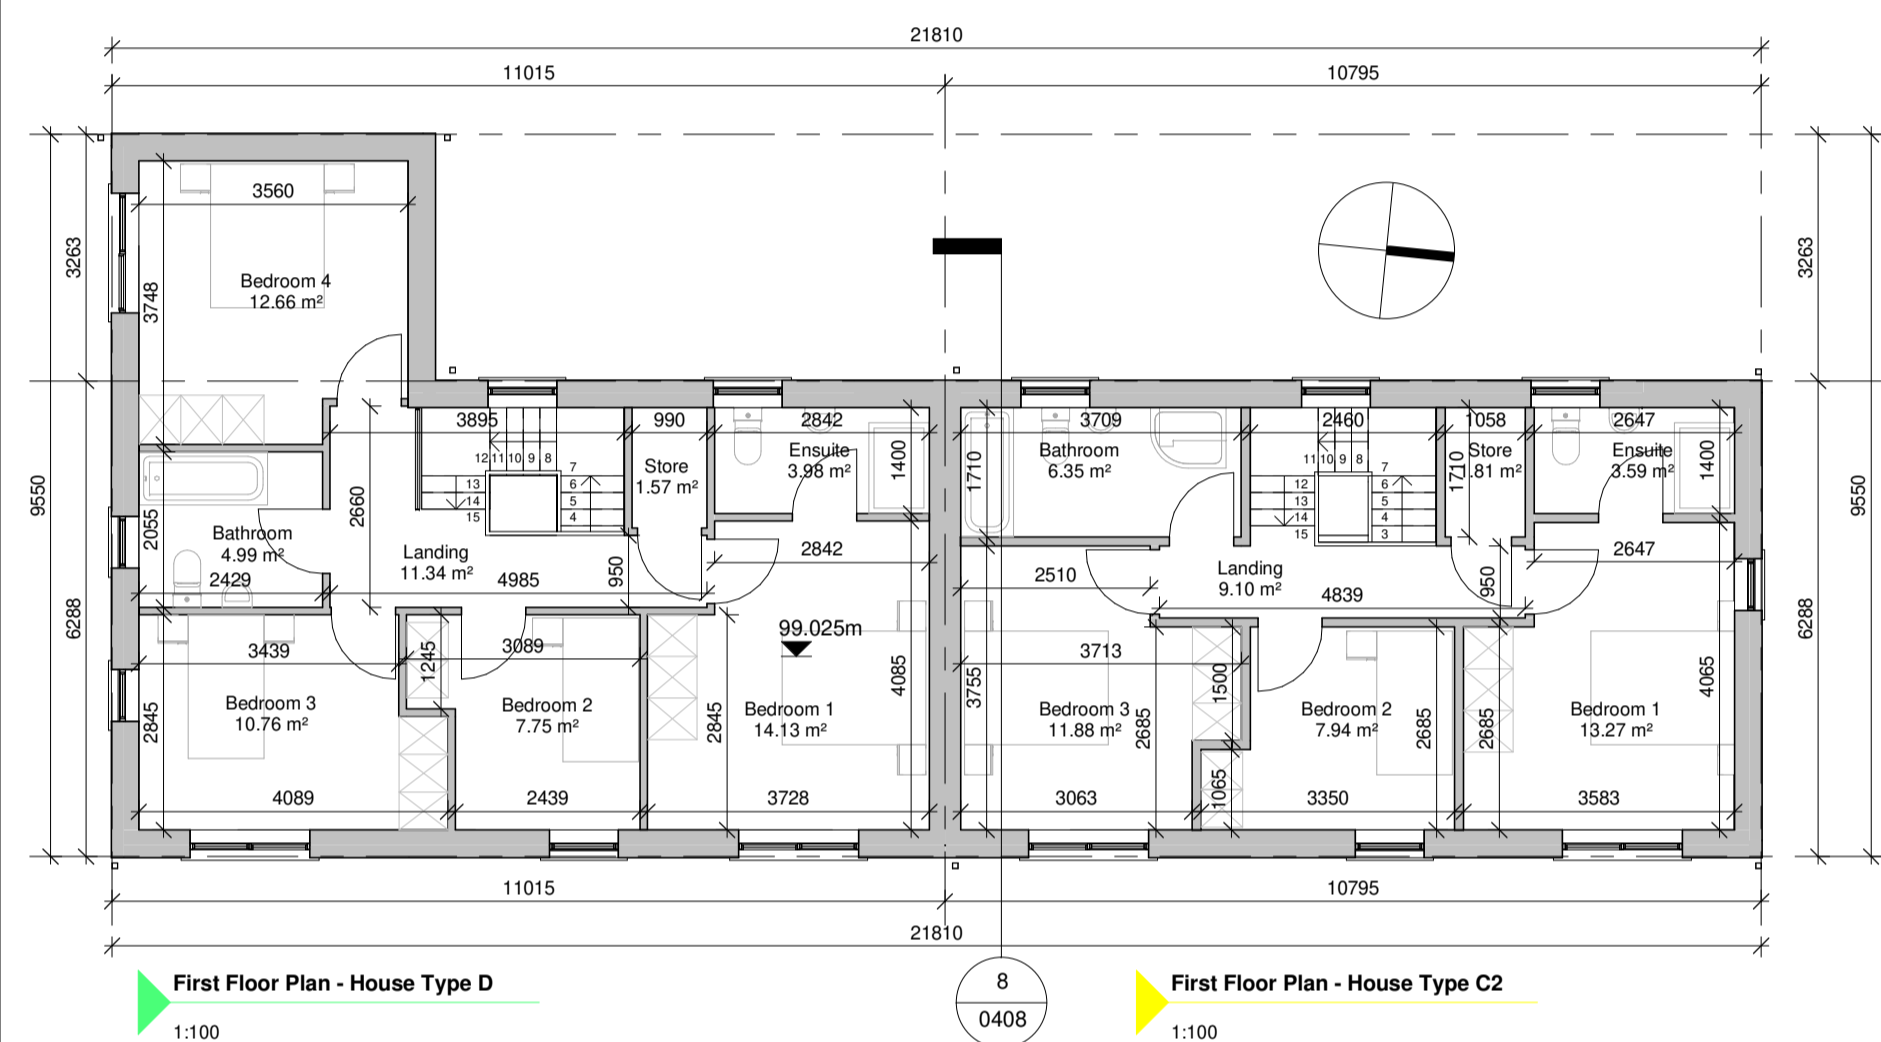 21810
11015
10795
3263
3263
9550
9550
6288
6288
3560
3748
Bedroom 4
12.66 m²
3895
990
2842
3709
2460
1058
2647
12 11 10 9 8
7
6
5
4
13
14
15
Store
1.57 m²
Ensuite
3.98 m²
1400
1710
Bathroom
6.35 m²
11 10 9 8
7
6
5
4
3
12
13
14
15
1710
Store
.81 m²
Ensuite
3.59 m²
1400
2055
Bathroom
4.99 m²
2429
2660
Landing
11.34 m²
4985
950
2842
2510
Landing
9.10 m²
4839
950
2647
99.025m
3439
1245
3089
4085
3755
3713
1500
4065
2845
Bedroom 3
10.76 m²
Bedroom 2
7.75 m²
2845
Bedroom 1
14.13 m²
Bedroom 3
11.88 m²
2685
Bedroom 2
7.94 m²
2685
2685
Bedroom 1
13.27 m²
4089
2439
3728
3063
1065
3350
3583
11015
10795
21810
First Floor Plan - House Type D
1:100
8
0408
First Floor Plan - House Type C2
1:100